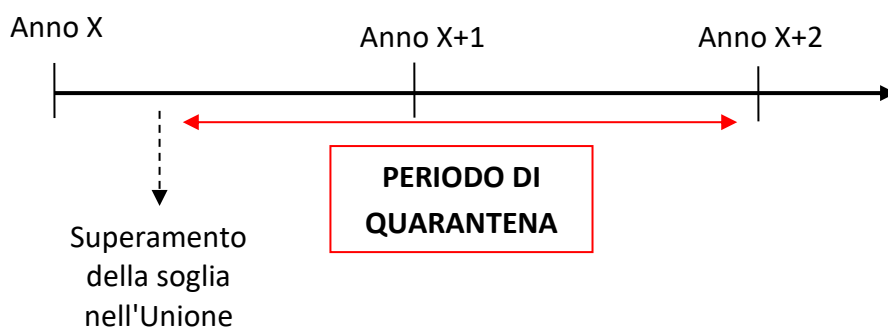 Anno X
Anno X+1
Anno X+2
PERIODO DI
QUARANTENA
Superamento
della soglia
nell'Unione